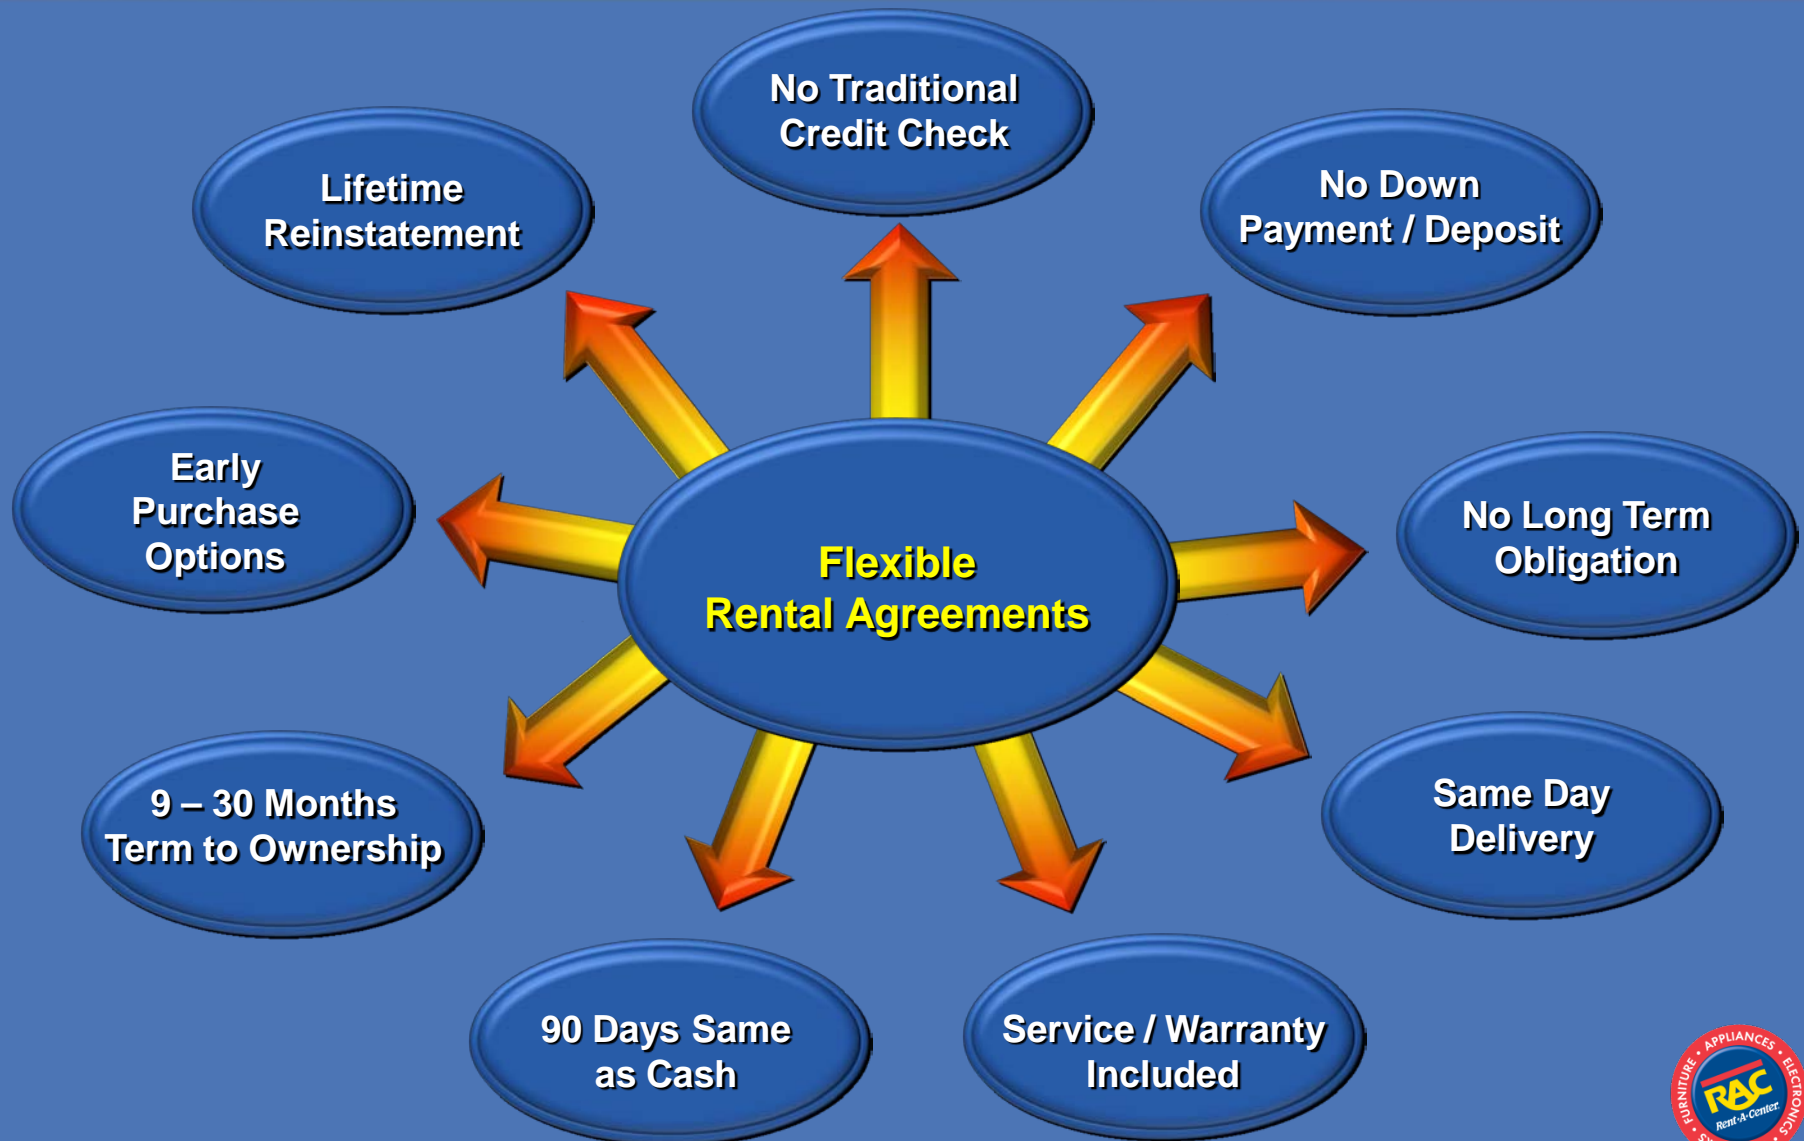 No Traditional
Credit Check
Lifetime
Reinstatement
No Down
Payment / Deposit
Early
Purchase
Options
No Long Term
Obligation
Flexible
Rental Agreements
9 – 30 Months
Term to Ownership
Same Day
Delivery
90 Days Same
as Cash
Service / Warranty
Included
FURNITURE • APPLIANCES • ELECTRONICS
RAC
Rent-A-Center